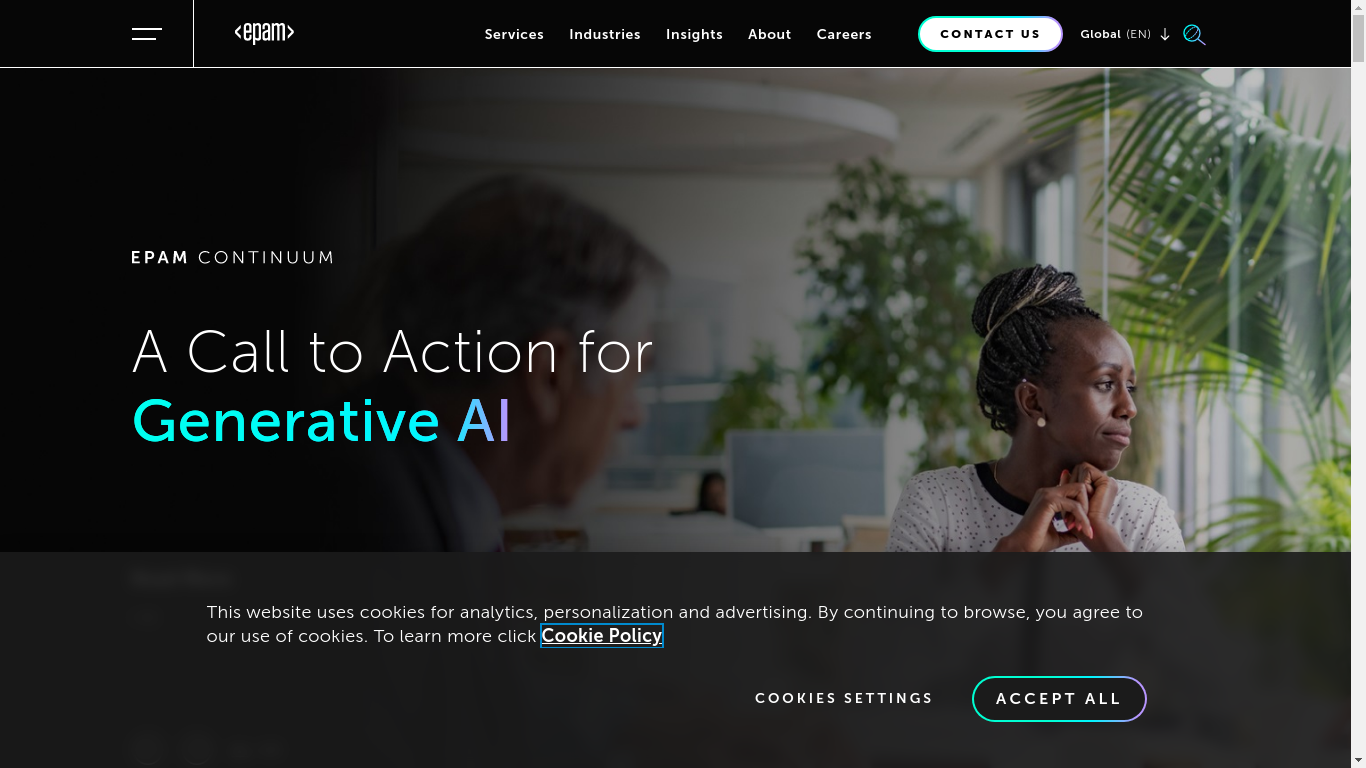 <epam>
Services
Industries
Insights
About
Careers
CONTACT US
Global (EN)
EPAM CONTINUUM
A Call to Action for
Generative AI
This website uses cookies for analytics, personalization and advertising. By continuing to browse, you agree to
our use of cookies. To learn more click Cookie Policy
COOKIES SETTINGS
ACCEPT ALL